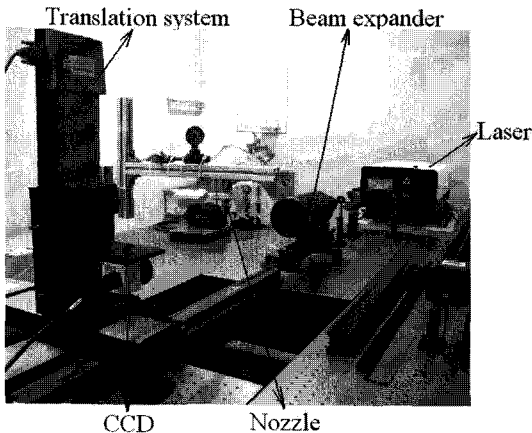 Translation system
Beam expander
Laser
CCD
Nozzle